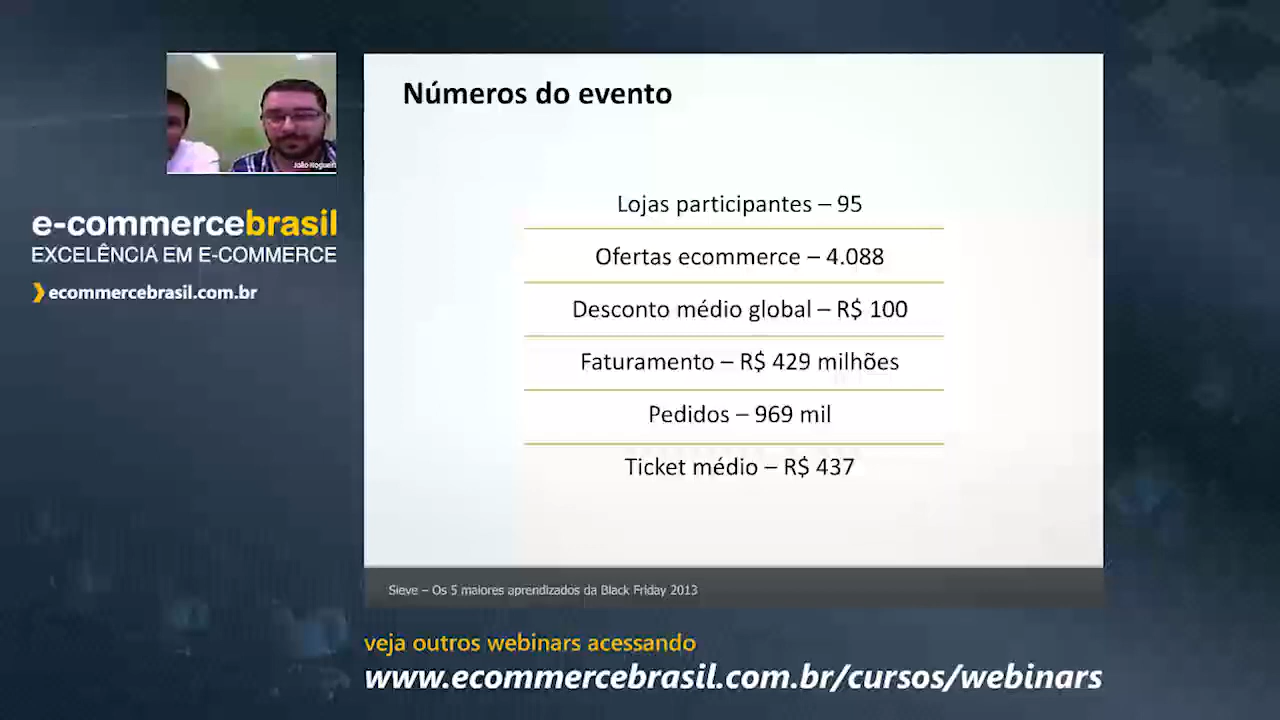 Números do evento
João Nogueir
e-commercebrasil
EXCELÊNCIA EM E-COMMERCE
ecommercebrasil.com.br
Lojas participantes – 95
Ofertas ecommerce – 4.088
Desconto médio global – R$ 100
Faturamento – R$ 429 milhões
Pedidos – 969 mil
Ticket médio – R$ 437
Sieve – Os 5 maiores aprendizados da Black Friday 2013
veja outros webinars acessando
www.ecommercebrasil.com.br/cursos/webinars